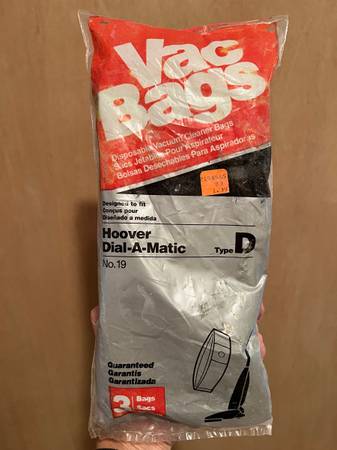 Vac
Bags
Disposable Vacuum Cleaner Bags
Sacs Jetables Pour Aspirateur
Bolsas Desechables Para Aspiradoras
Designed to fit
Conçus pour
Diseñado a medida
Hoover
Dial-A-Matic
Type D
No. 19
Guaranteed
Garantis
Garantizada
3 Bags
Sacs